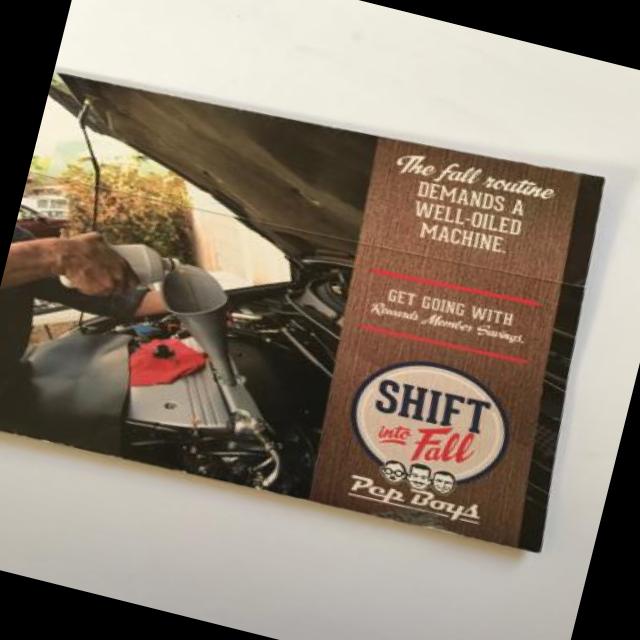 The fall routine
DEMANDS A
WELL-OILED
MACHINE.
GET GOING WITH
Rewards Member Savings.
SHIFT
into Fall
Pep Boys